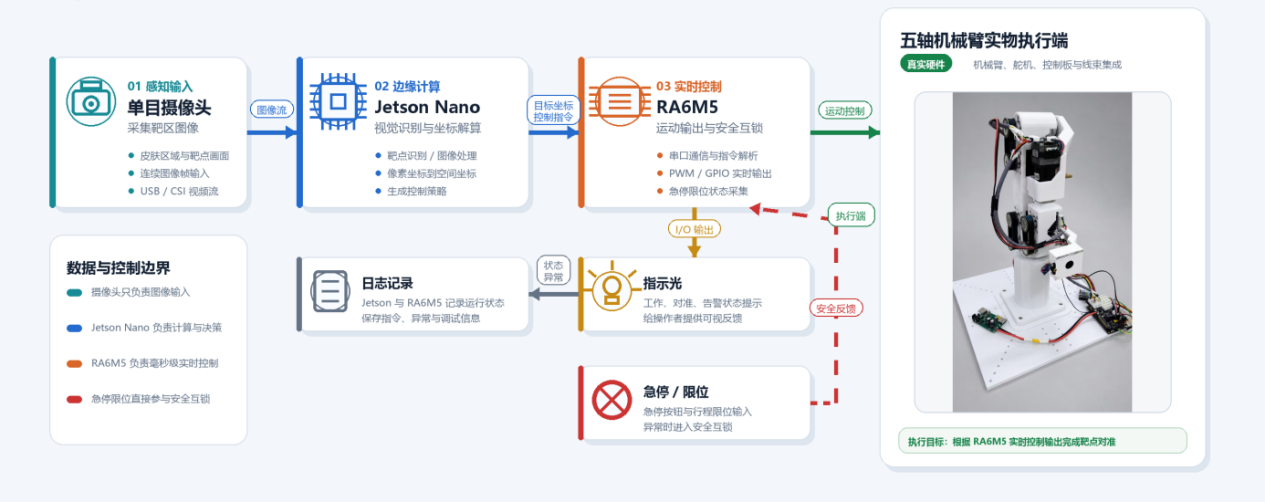 01 感知输入
单目摄像头
采集靶区图像
皮肤区域与靶点画面
连续图像帧输入
USB / CSI 视频流
图像流
02 边缘计算
Jetson Nano
视觉识别与坐标解算
靶点识别 / 图像处理
像素坐标到空间坐标
生成控制策略
目标坐标
控制指令
03 实时控制
RA6M5
运动输出与安全互锁
串口通信与指令解析
PWM / GPIO 实时输出
急停限位状态采集
运动控制
五轴机械臂实物执行端
真实硬件
机械臂、舵机、控制板与线束集成
执行目标：根据 RA6M5 实时控制输出完成靶点对准
执行端
I/O 输出
数据与控制边界
摄像头只负责图像输入
Jetson Nano 负责计算与决策
RA6M5 负责毫秒级实时控制
急停限位直接参与安全互锁
日志记录
Jetson 与 RA6M5 记录运行状态
保存指令、异常与调试信息
状态
异常
指示光
工作、对准、告警状态提示
给操作者提供可视反馈
安全反馈
急停 / 限位
急停按钮与行程限位输入
异常时进入安全互锁